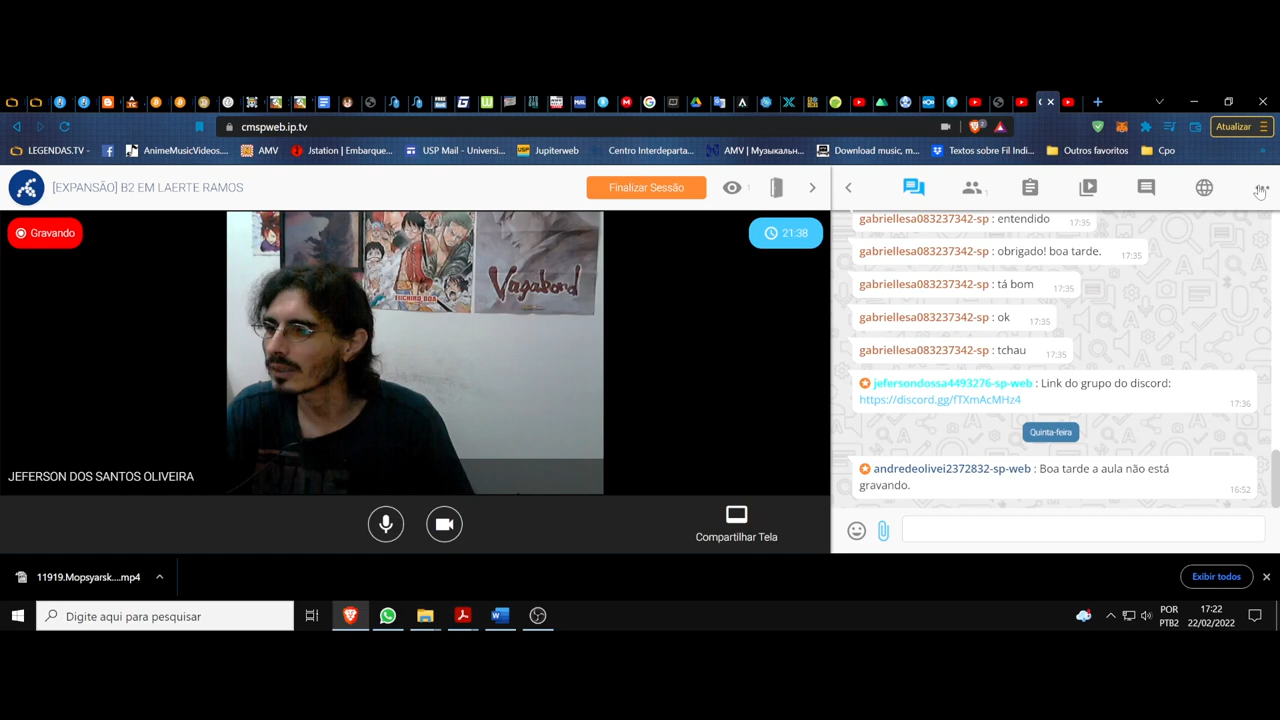 cmspweb.ip.tv
2
Atualizar
LEGENDAS.TV -
AnimeMusicVideos...
AMV
Jstation | Embarque...
USP Mail - Universi...
Jupiterweb
Centro Interdeparta...
AMV | Музыкальн...
Download music, m...
Textos sobre Fil Indi...
Outros favoritos
Cpo
[EXPANSÃO] B2 EM LAERTE RAMOS
Finalizar Sessão
1
1
Gravando
21:38
Vagabond
JEFERSON DOS SANTOS OLIVEIRA
Compartilhar Tela
gabriellesa083237342-sp : entendido
17:35
gabriellesa083237342-sp : obrigado! boa tarde.
17:35
gabriellesa083237342-sp : tá bom
17:35
gabriellesa083237342-sp : ok
17:35
gabriellesa083237342-sp : tchau
17:35
jefersondossa4493276-sp-web : Link do grupo do discord:
https://discord.gg/fTXmAcMHz4
17:36
Quinta-feira
andredeolivei2372832-sp-web : Boa tarde a aula não está
gravando.
16:52
11919.Mopsyarsk....mp4
Exibir todos
Digite aqui para pesquisar
POR
PTB2
17:22
22/02/2022